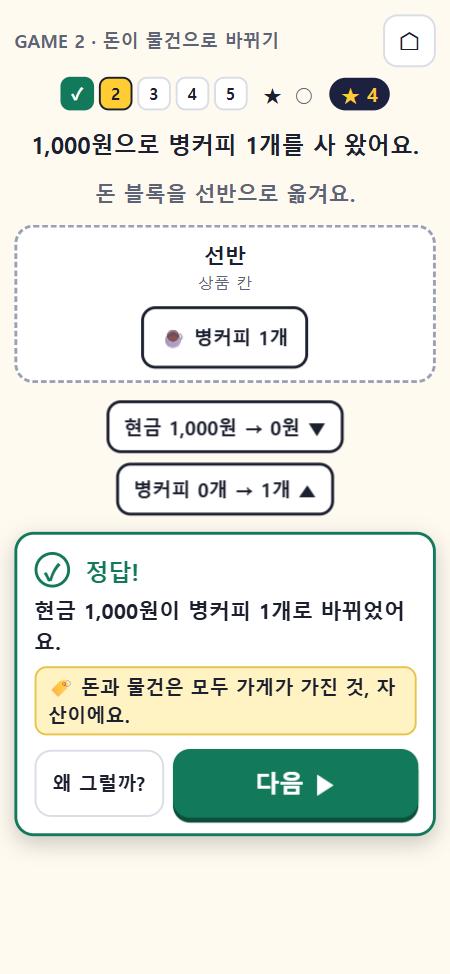 GAME 2 · 돈이 물건으로 바뀌기
✓ 2 3 4 5 ★ ○ ★ 4
1,000원으로 병커피 1개를 사 왔어요.
돈 블록을 선반으로 옮겨요.
선반
상품 칸
병커피 1개
현금 1,000원 → 0원 ▼
병커피 0개 → 1개 ▲
정답!
현금 1,000원이 병커피 1개로 바뀌었어
요.
돈과 물건은 모두 가게가 가진 것, 자
산이에요.
왜 그럴까?
다음 ▶